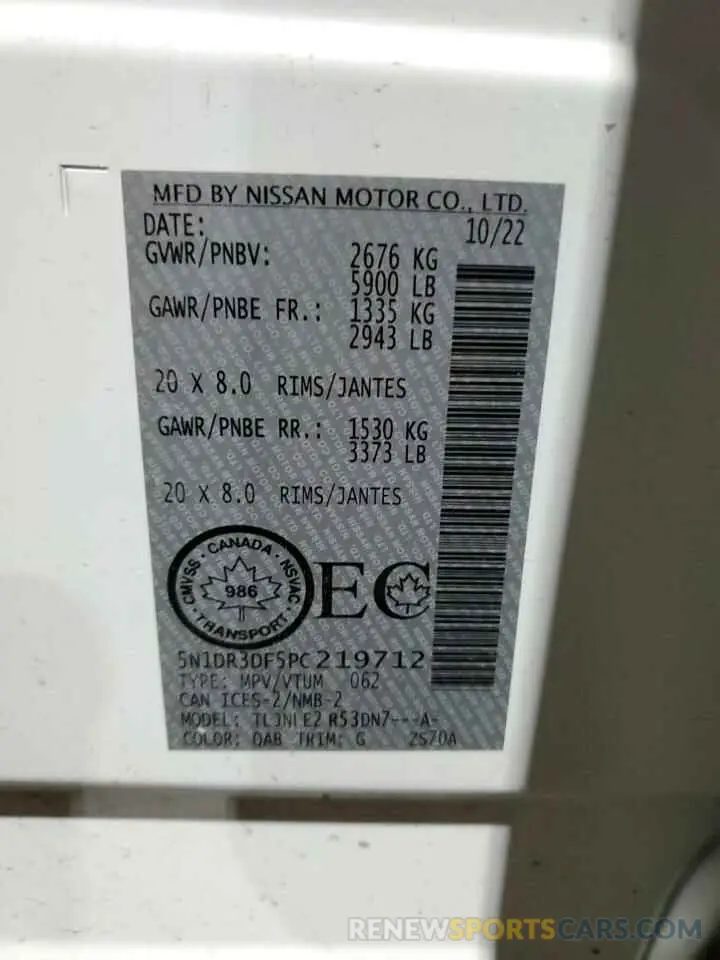 MFD BY NISSAN MOTOR CO., LTD.
DATE: 10/22
GVWR/PNBV: 2676 KG
5900 LB
GAWR/PNBE FR.: 1335 KG
2943 LB
20 X 8.0 RIMS/JANTES
GAWR/PNBE RR.: 1530 KG
3373 LB
20 X 8.0 RIMS/JANTES
CANADA
CMVSS · NSVAC
986
TRANSPORT
EC
5N1DR3DF5PC219712
TYPE: MPV/VTUM 062
CAN ICES-2/NMB-2
MODEL: TLJNLE2 R53DN7---A-
COLOR: QAB TRIM: G 2570A
RENEWSPORTSCARS.COM